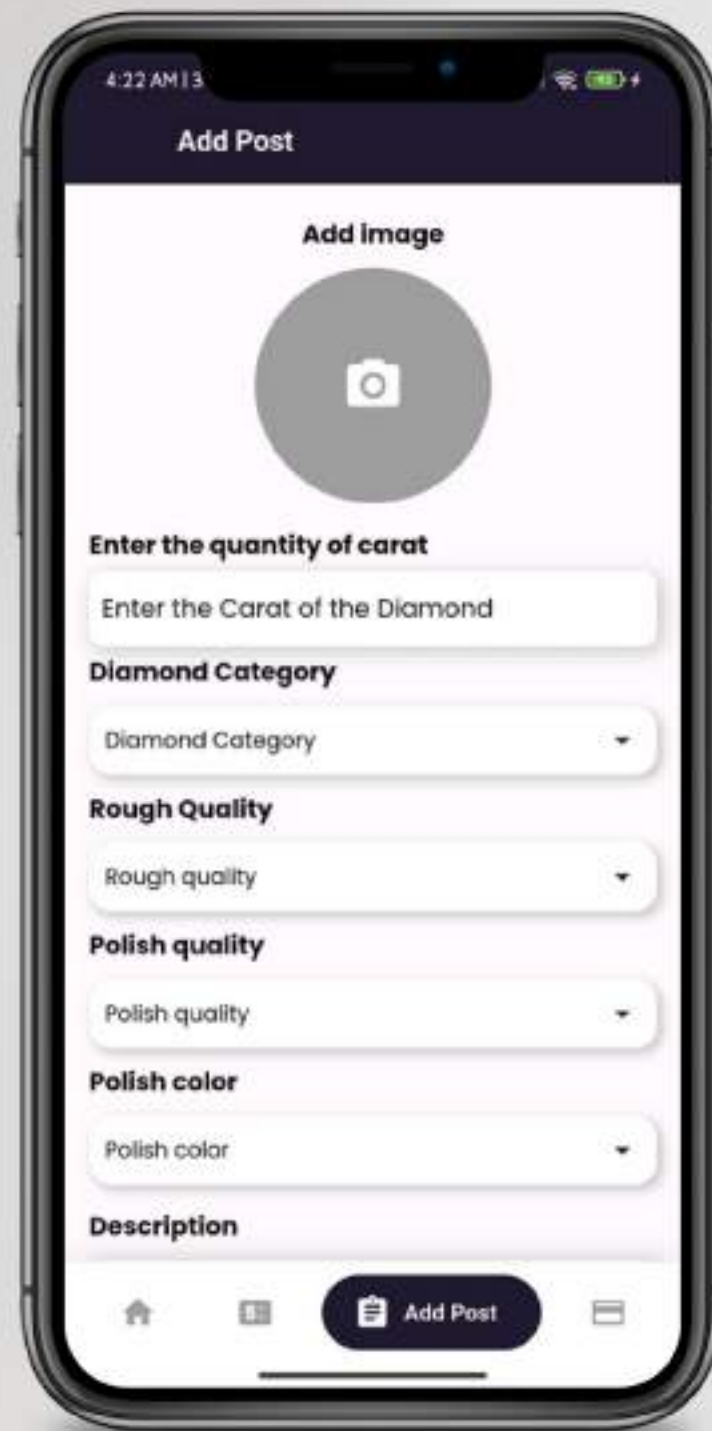 4:22 AM | 3
Add Post
Add image
Enter the quantity of carat
Enter the Carat of the Diamond
Diamond Category
Diamond Category
Rough Quality
Rough quality
Polish quality
Polish quality
Polish color
Polish color
Description
Add Post